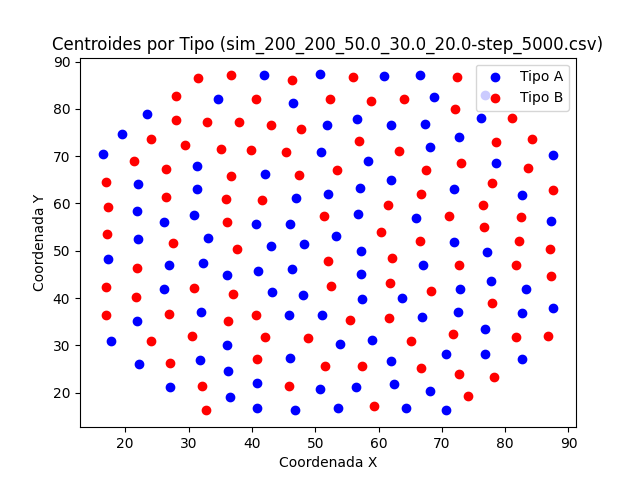 Centroides por Tipo (sim_200_200_50.0_30.0_20.0-step_5000.csv)
Tipo A
Tipo B
90
80
70
60
50
40
30
20
Coordenada Y
20 30 40 50 60 70 80 90
Coordenada X